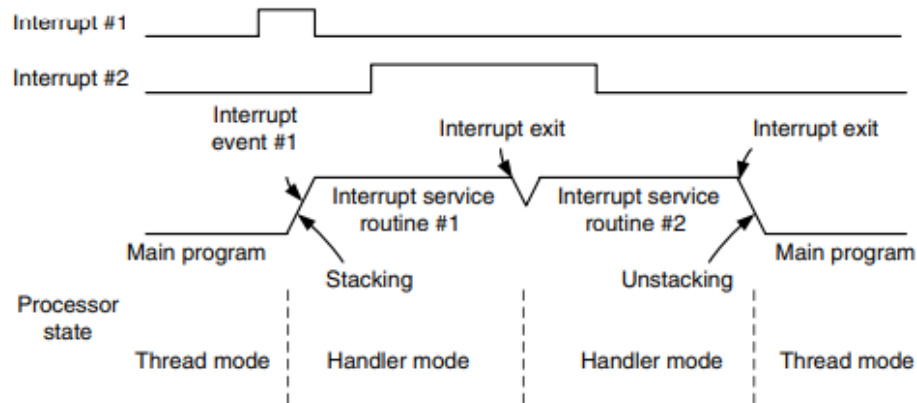 Interrupt #1
Interrupt #2
Interrupt
event #1
Interrupt exit
Interrupt exit
Interrupt service
routine #1
Interrupt service
routine #2
Main program
Stacking
Unstacking
Main program
Processor
state
Thread mode
Handler mode
Handler mode
Thread mode